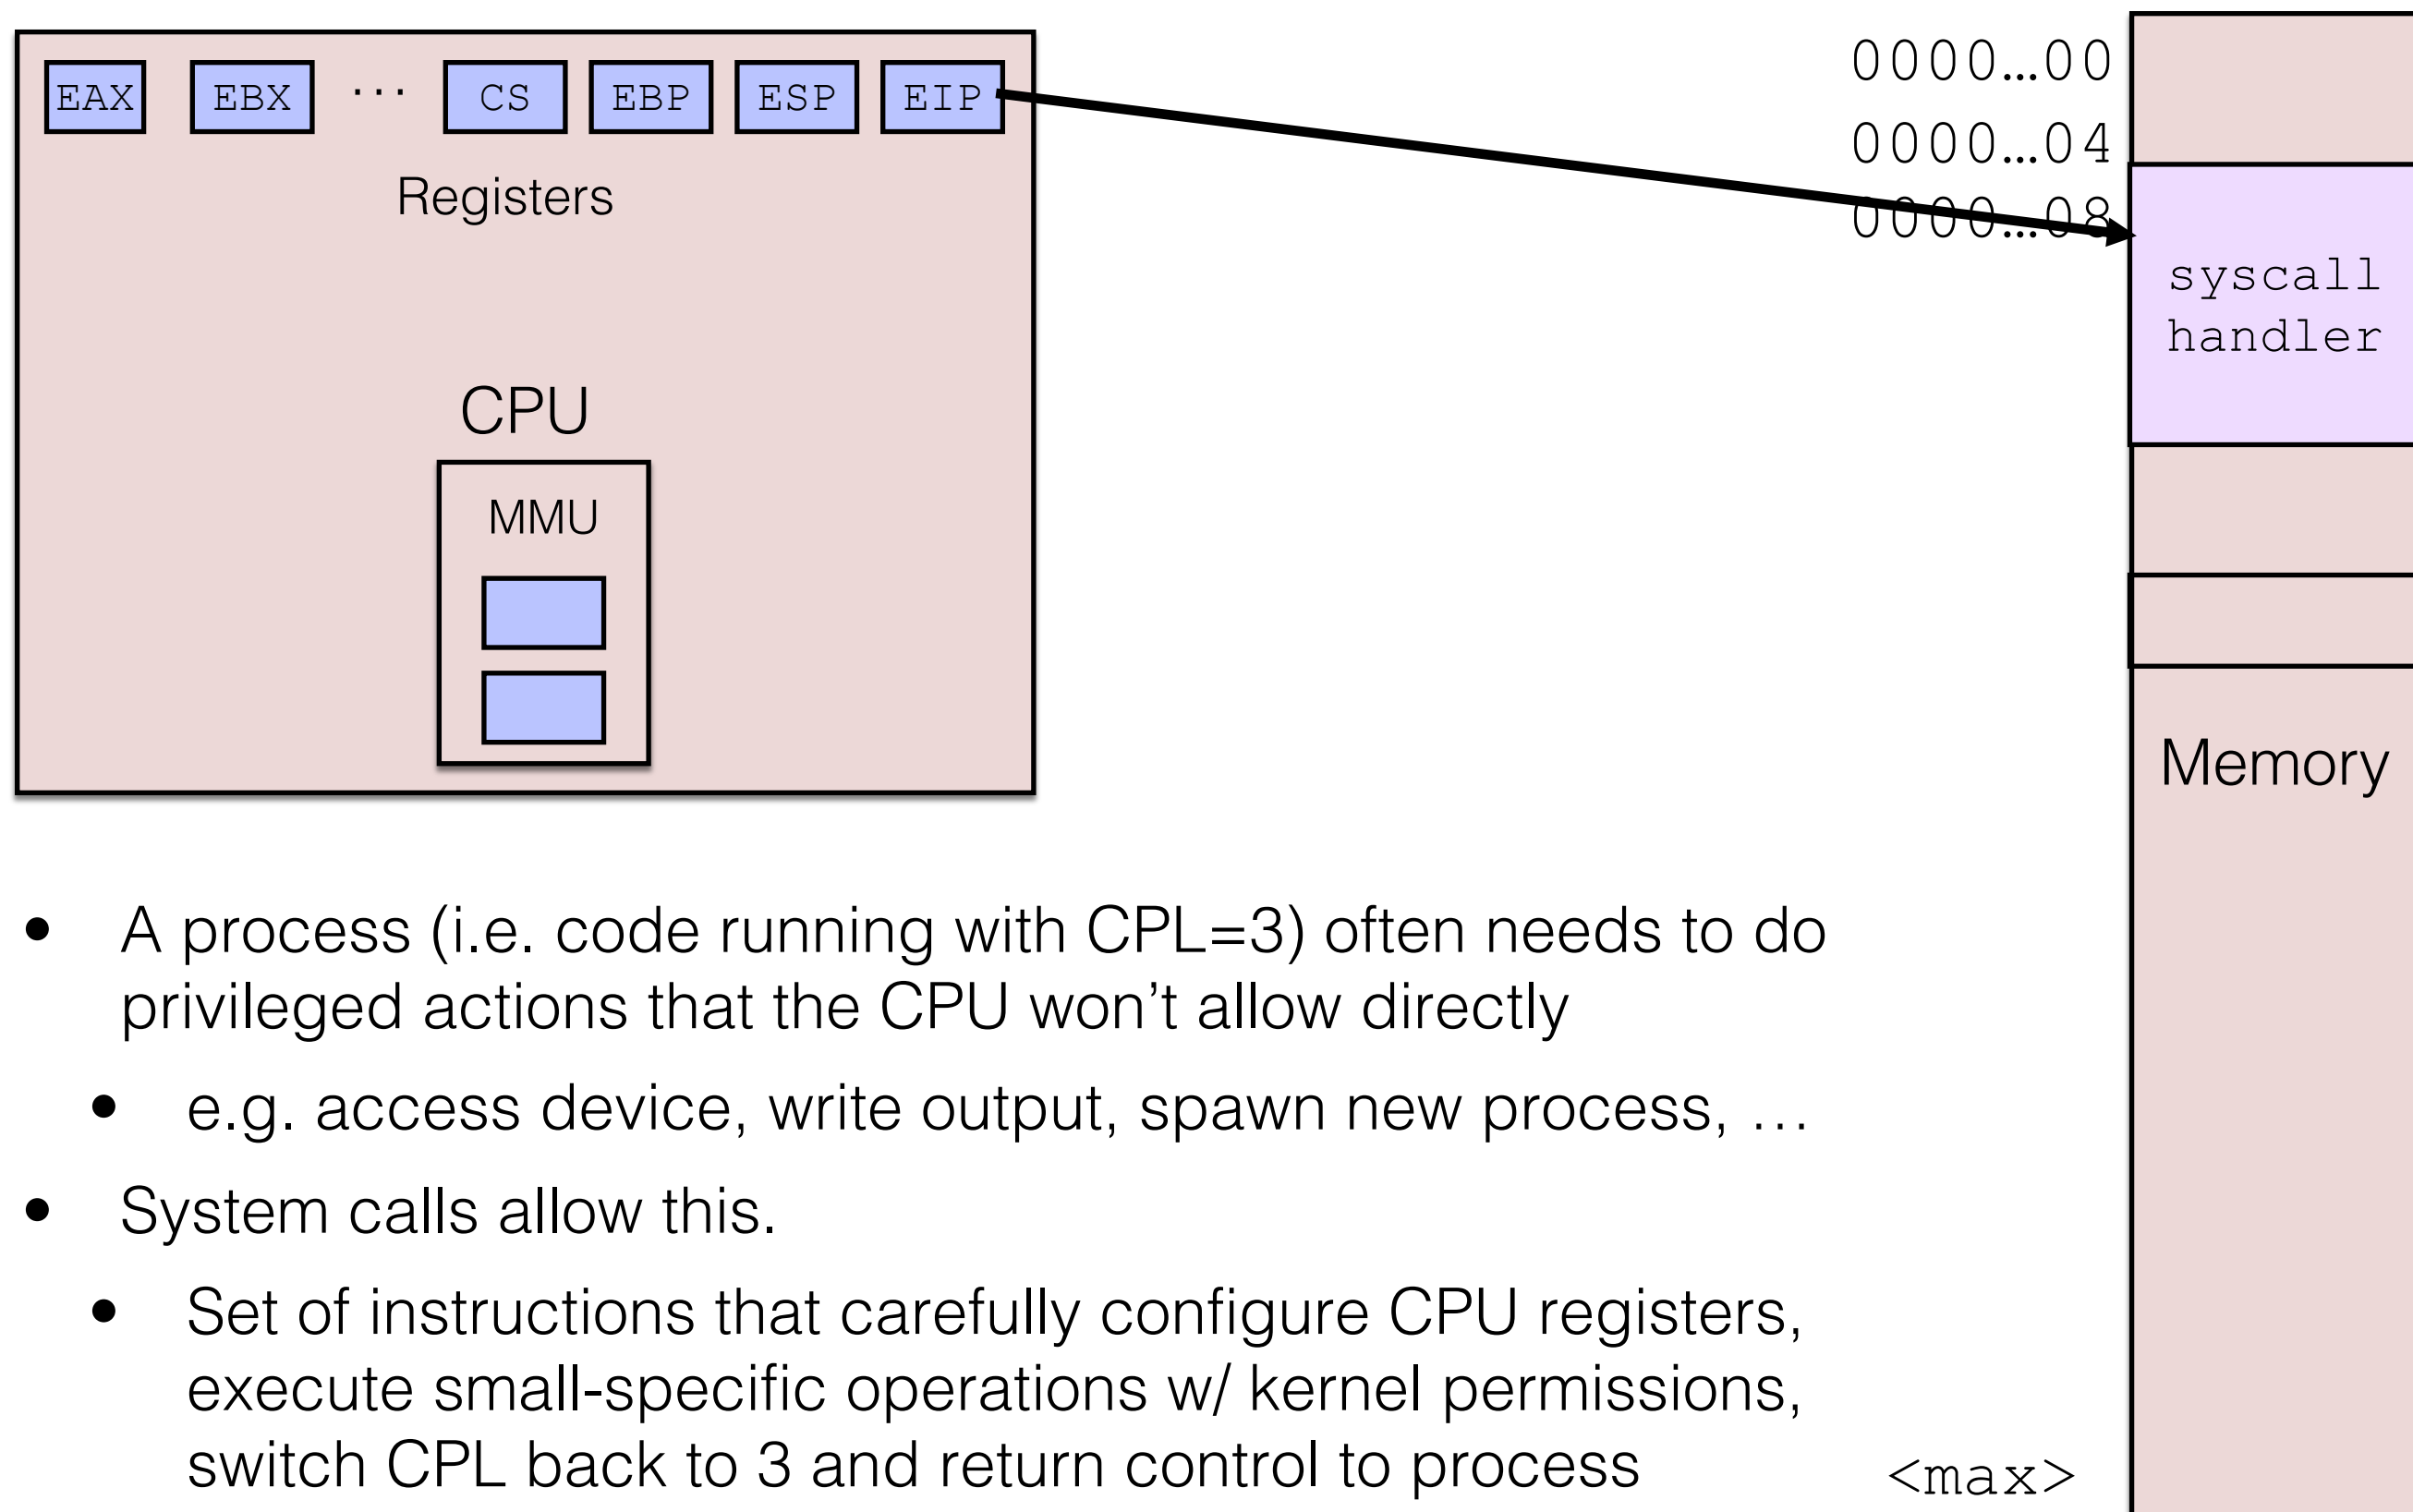 EAX EBX ... CS EBP ESP EIP
Registers
CPU
MMU
0000…00
0000…04
0000…08
syscall
handler
Memory
• A process (i.e. code running with CPL=3) often needs to do
privileged actions that the CPU won’t allow directly
• e.g. access device, write output, spawn new process, …
• System calls allow this.
• Set of instructions that carefully configure CPU registers,
execute small-specific operations w/ kernel permissions,
switch CPL back to 3 and return control to process
<max>